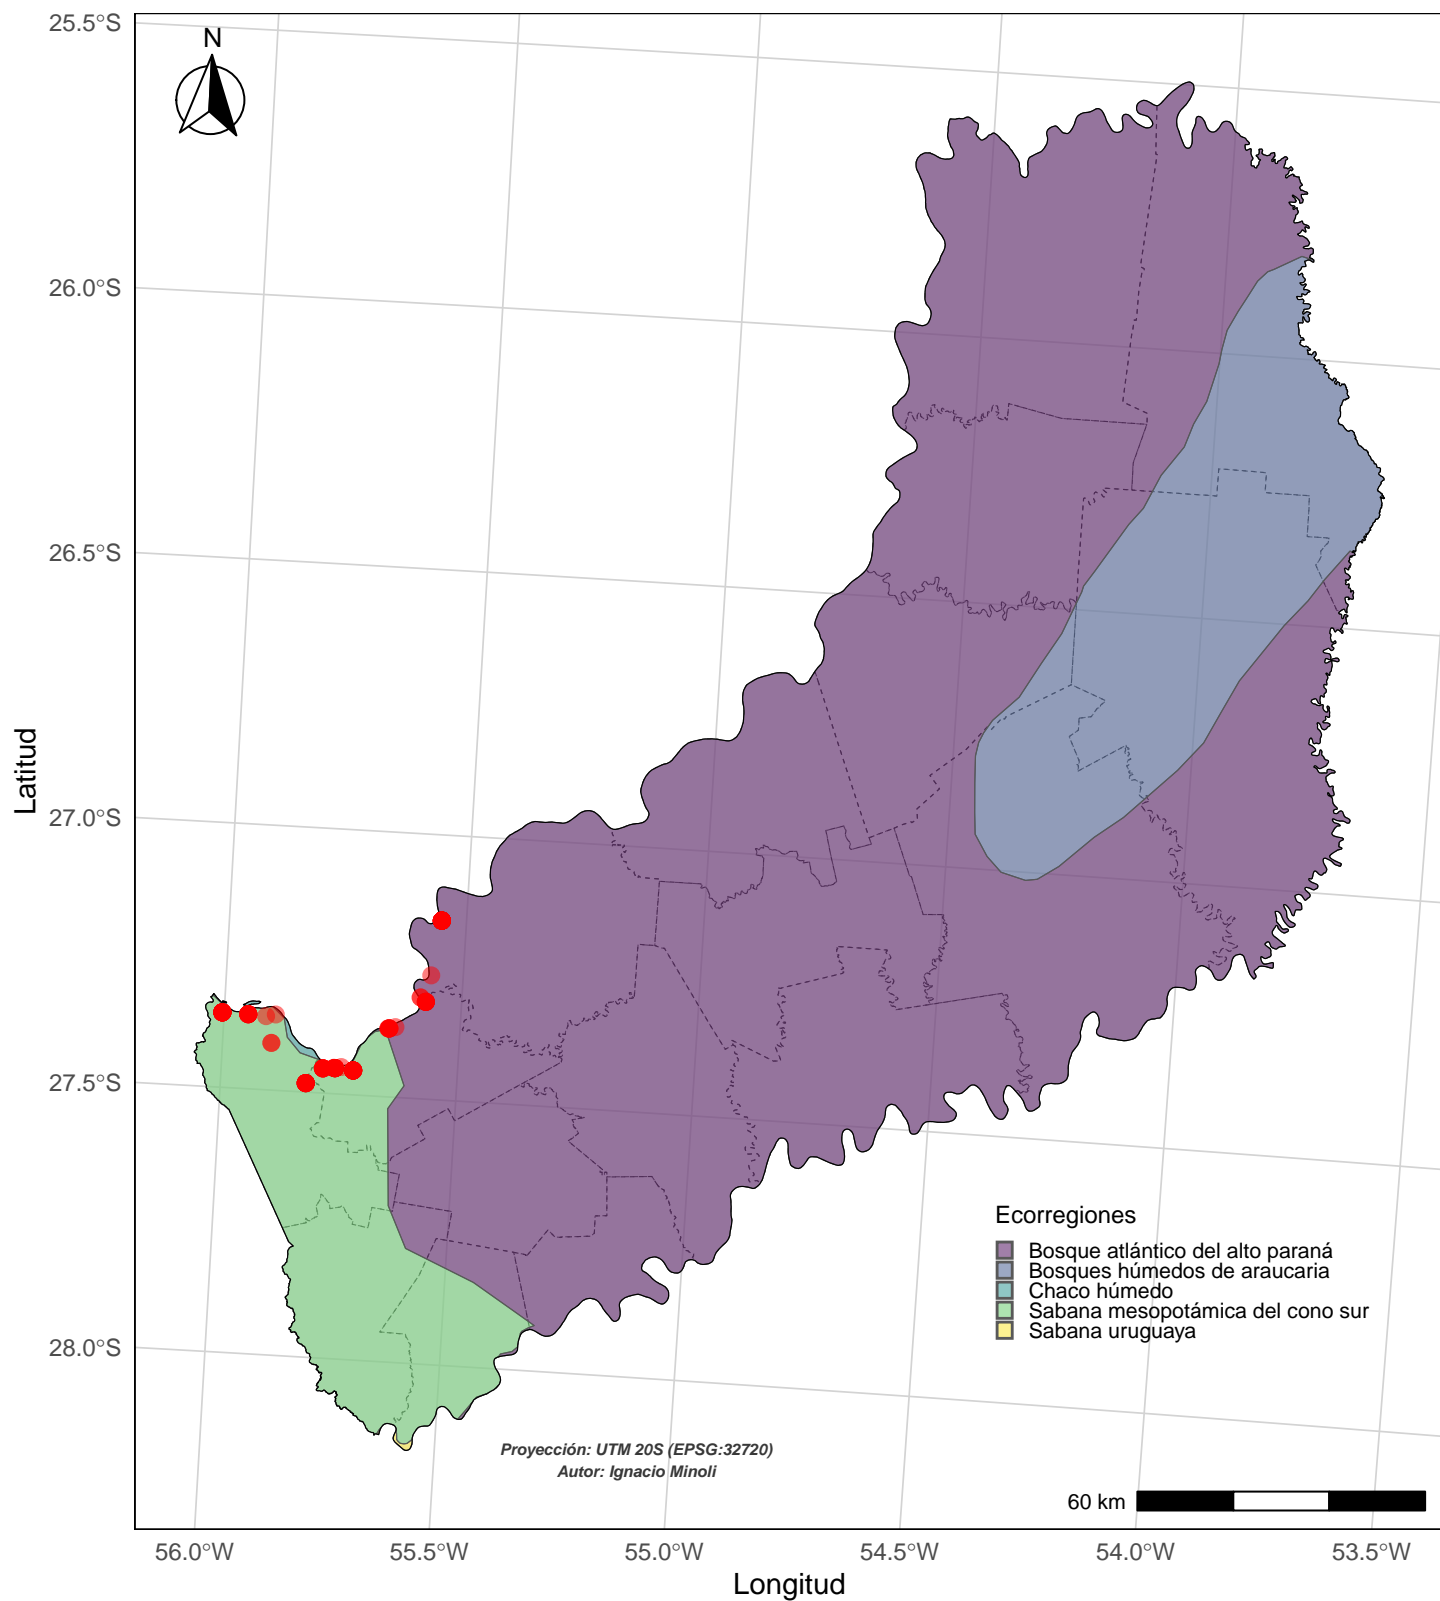 N
25.5°S
26.0°S
26.5°S
27.0°S
27.5°S
28.0°S
Latitud
Ecorregiones
Bosque atlántico del alto paraná
Bosques húmedos de araucaria
Chaco húmedo
Sabana mesopotámica del cono sur
Sabana uruguaya
Proyección: UTM 20S (EPSG:32720)
Autor: Ignacio Minoli
60 km
56.0°W
55.5°W
55.0°W
54.5°W
54.0°W
53.5°W
Longitud